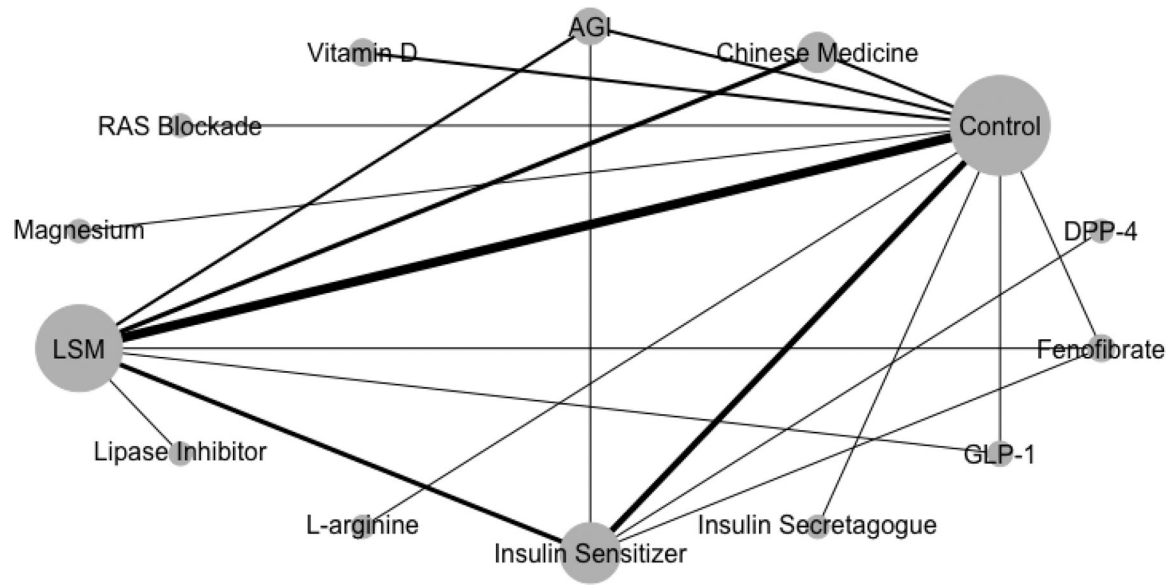 AGI
Vitamin D
Chinese Medicine
RAS Blockade
Control
Magnesium
DPP-4
LSM
Fenofibrate
Lipase Inhibitor
GLP-1
L-arginine
Insulin Secretagogue
Insulin Sensitizer